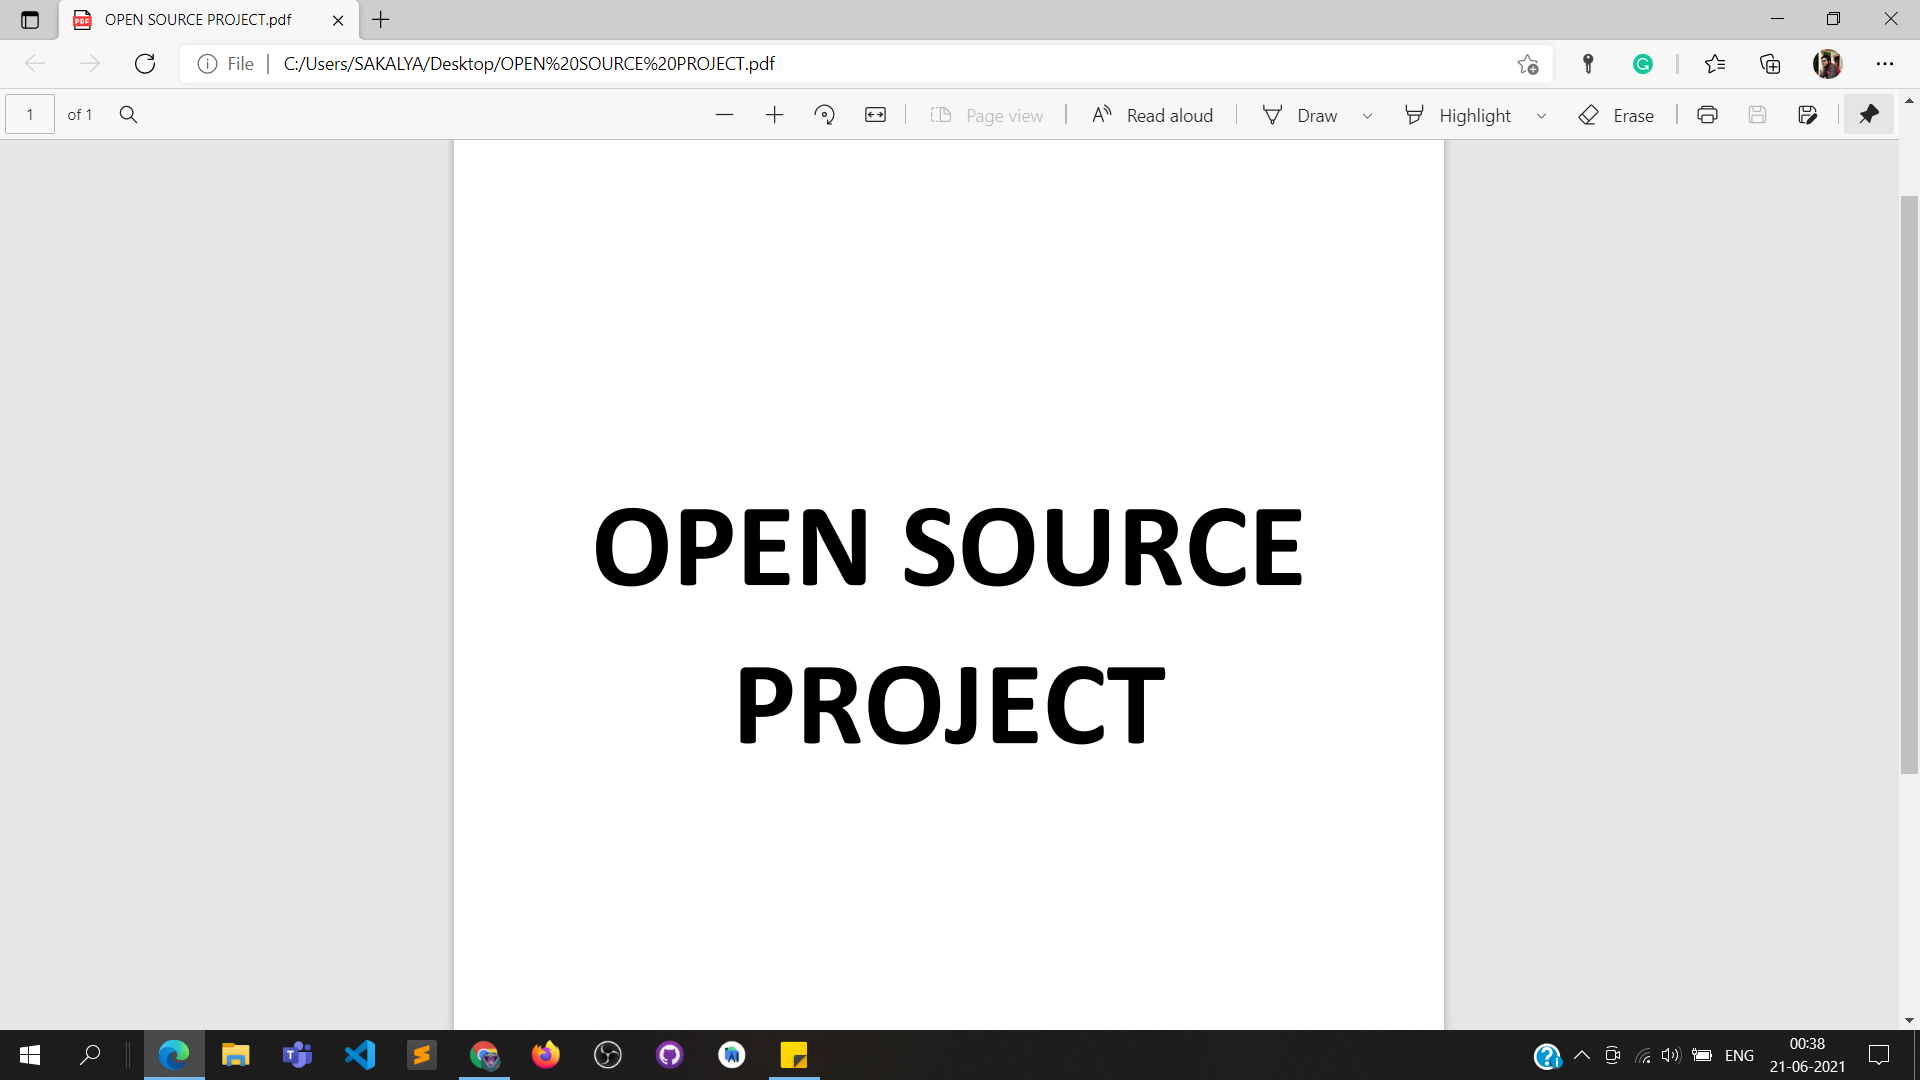 OPEN SOURCE PROJECT.pdf
File
C:/Users/SAKALYA/Desktop/OPEN%20SOURCE%20PROJECT.pdf
1 of 1
Page view
Read aloud
Draw
Highlight
Erase
OPEN SOURCE
PROJECT
ENG
00:38
21-06-2021